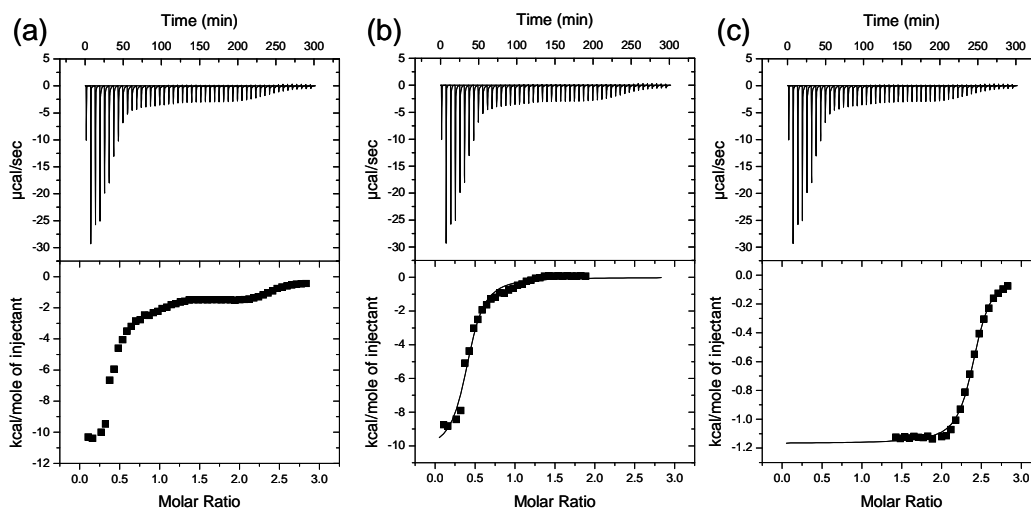 (a)
Time (min)
0 50 100 150 200 250 300
5
0
-5
-10
-15
-20
-25
-30
µcal/sec
0
-2
-4
-6
-8
-10
-12
kcal/mole of injectant
0.0 0.5 1.0 1.5 2.0 2.5 3.0
Molar Ratio
(b)
Time (min)
0 50 100 150 200 250 300
5
0
-5
-10
-15
-20
-25
-30
µcal/sec
0
-2
-4
-6
-8
-10
kcal/mole of injectant
0.0 0.5 1.0 1.5 2.0 2.5 3.0
Molar Ratio
(c)
Time (min)
0 50 100 150 200 250 300
5
0
-5
-10
-15
-20
-25
-30
µcal/sec
0.0
-0.2
-0.4
-0.6
-0.8
-1.0
-1.2
kcal/mole of injectant
0.0 0.5 1.0 1.5 2.0 2.5 3.0
Molar Ratio